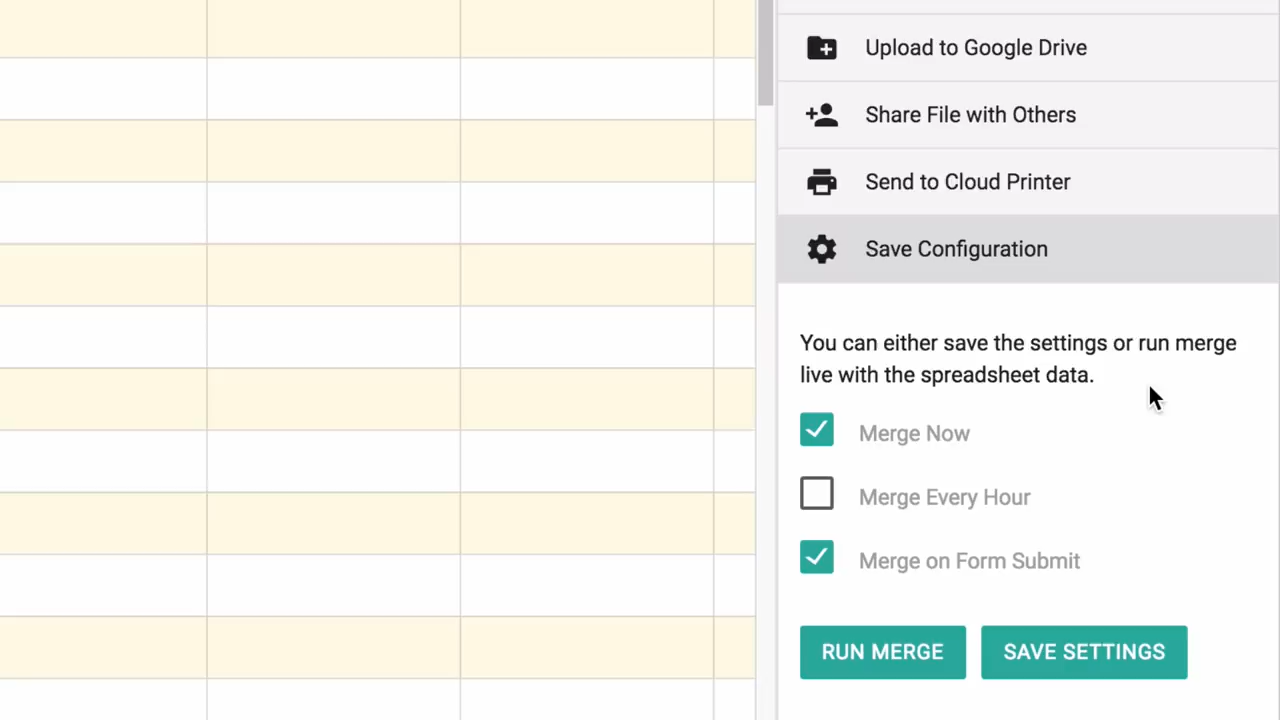 Upload to Google Drive
Share File with Others
Send to Cloud Printer
Save Configuration
You can either save the settings or run merge
live with the spreadsheet data.
Merge Now
Merge Every Hour
Merge on Form Submit
RUN MERGE
SAVE SETTINGS